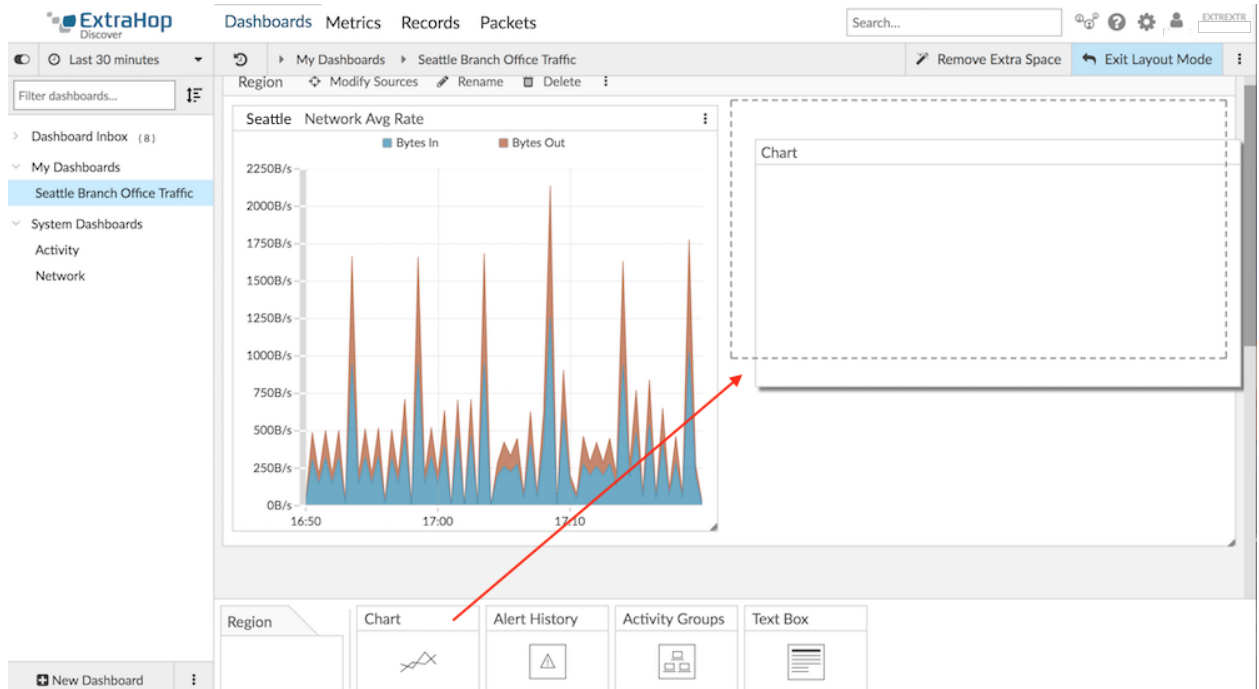 ExtraHop
Discover
Dashboards Metrics Records Packets
Search...
EXTREXTR
Last 30 minutes
My Dashboards Seattle Branch Office Traffic
Remove Extra Space
Exit Layout Mode
Filter dashboards...
Region Modify Sources Rename Delete
Dashboard Inbox (8)
My Dashboards
Seattle Branch Office Traffic
System Dashboards
Activity
Network
Seattle Network Avg Rate
Bytes In Bytes Out
2250B/s
2000B/s
1750B/s
1500B/s
1250B/s
1000B/s
750B/s
500B/s
250B/s
0B/s
16:50 17:00 17:10
Chart
Region
Chart
Alert History
Activity Groups
Text Box
New Dashboard